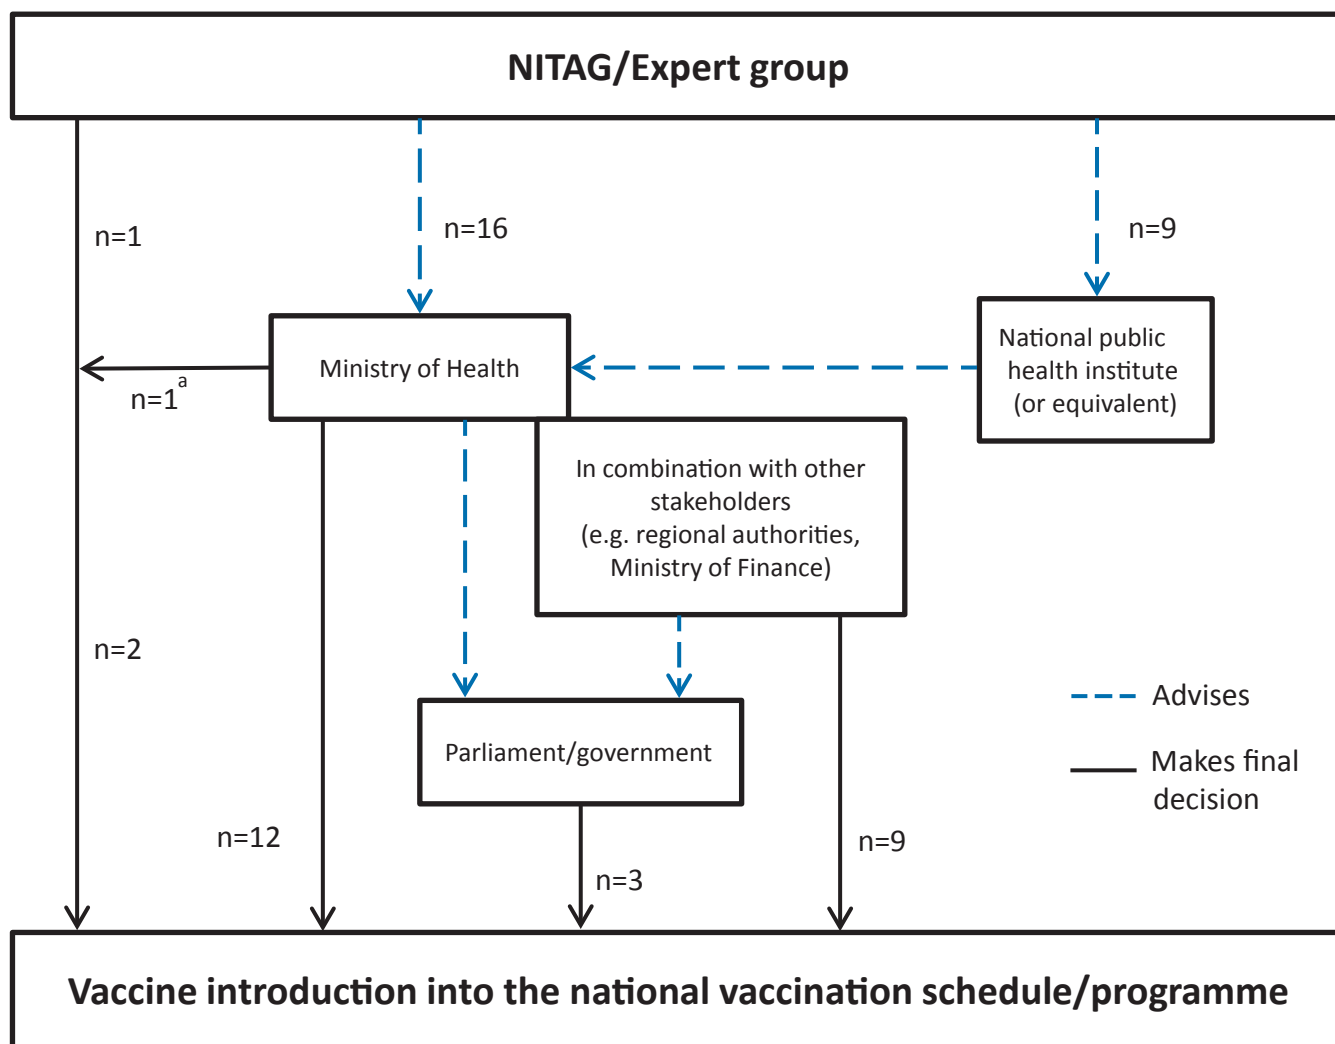 NITAG/Expert group
n=1
n=16
n=9
Ministry of Health
National public
health institute
(or equivalent)
n=1a
In combination with other
stakeholders
(e.g. regional authorities,
Ministry of Finance)
n=2
Parliament/government
Advises
Makes final
decision
n=12
n=3
n=9
Vaccine introduction into the national vaccination schedule/programme